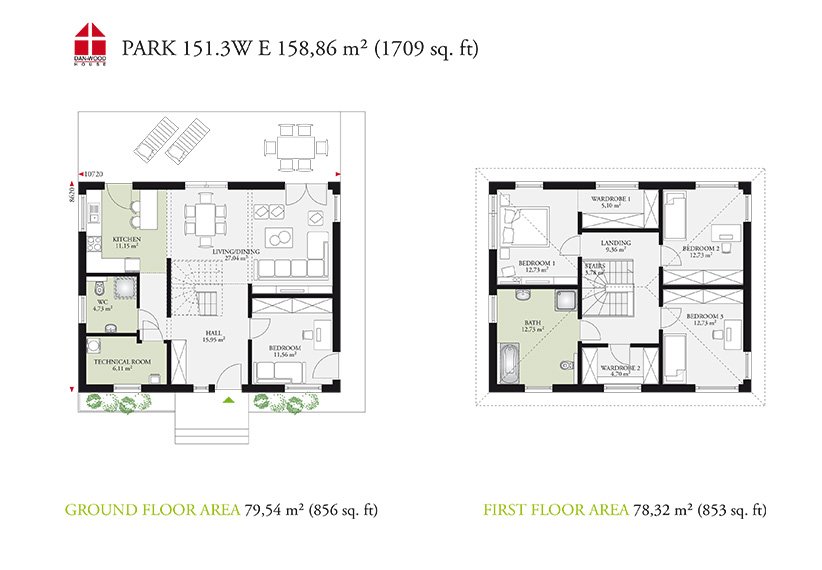 DAN-WOOD
HOUSE
PARK 151.3W E 158,86 m² (1709 sq. ft)
10720
8620
KITCHEN
11.15 m²
LIVING/DINING
27.04 m²
WC
4.73 m²
HALL
15.95 m²
BEDROOM
11.56 m²
TECHNICAL ROOM
6.11 m²
WARDROBE 1
5,10 m²
LANDING
9.36 m²
BEDROOM 2
12.73 m²
BEDROOM 1
12.73 m²
STAIRS
3.78 m²
BATH
12.73 m²
BEDROOM 3
12.73 m²
WARDROBE 2
4.70 m²
GROUND FLOOR AREA 79,54 m² (856 sq. ft)
FIRST FLOOR AREA 78,32 m² (853 sq. ft)